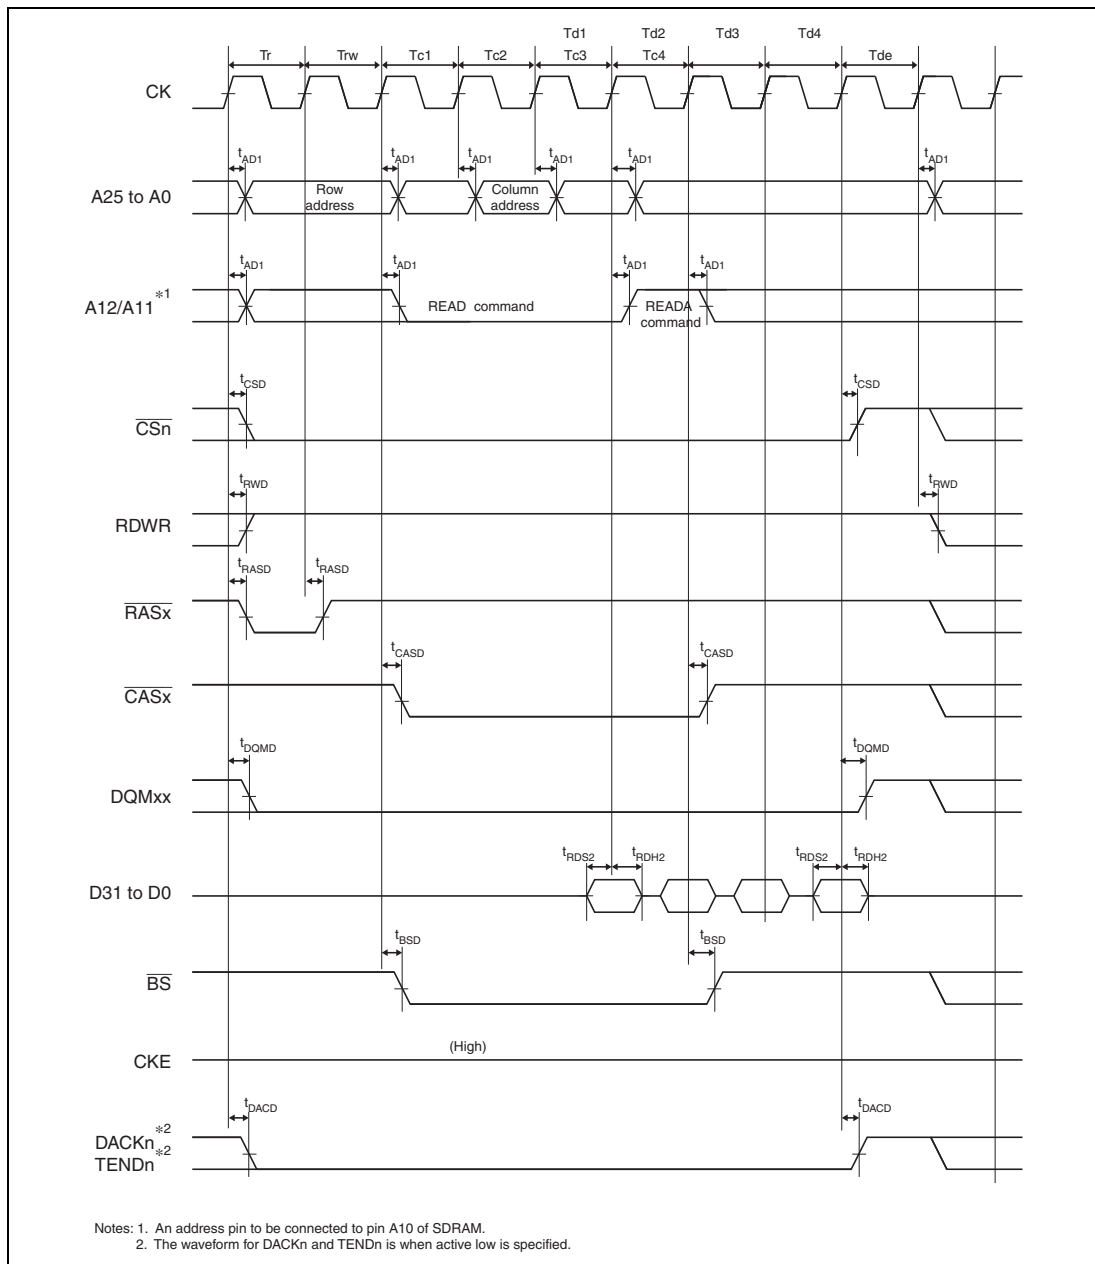 Td1 Td2 Td3 Td4
Tr Trw Tc1 Tc2 Tc3 Tc4 Tde
CK
tAD1 tAD1 tAD1 tAD1 tAD1 tAD1
A25 to A0
Row address
Column address
tAD1 tAD1 tAD1 tAD1
A12/A11 *1
READ command
READA command
tCSD tCSD
CSn
tRWD tRWD
RDWR
tRASD tRASD
RASx
tCASD tCASD
CASx
tDQMD tDQMD
DQMxx
tRDS2 tRDH2 tRDS2 tRDH2
D31 to D0
tBSD tBSD
BS
(High)
CKE
tDACD tDACD
DACKn *2
TENDn *2
Notes: 1. An address pin to be connected to pin A10 of SDRAM.
2. The waveform for DACKn and TENDn is when active low is specified.